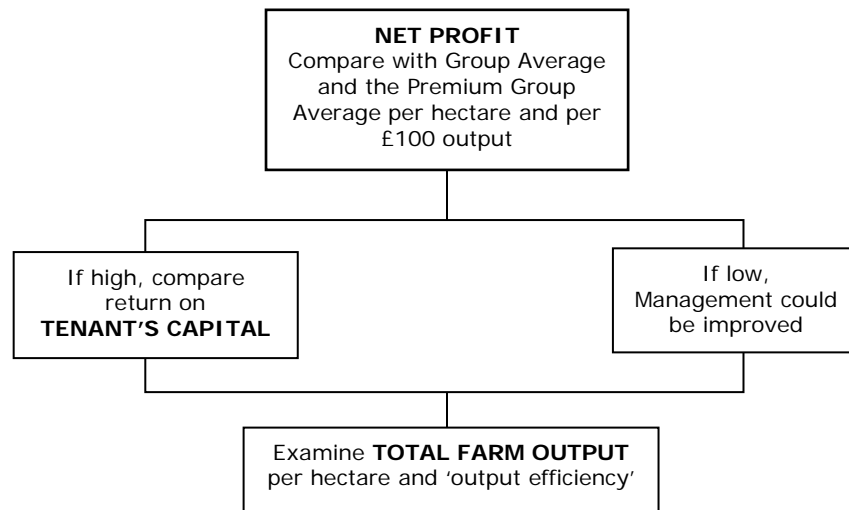 NET PROFIT
Compare with Group Average
and the Premium Group
Average per hectare and per
£100 output
If high, compare
return on
TENANT'S CAPITAL
If low,
Management could
be improved
Examine TOTAL FARM OUTPUT
per hectare and ‘output efficiency’